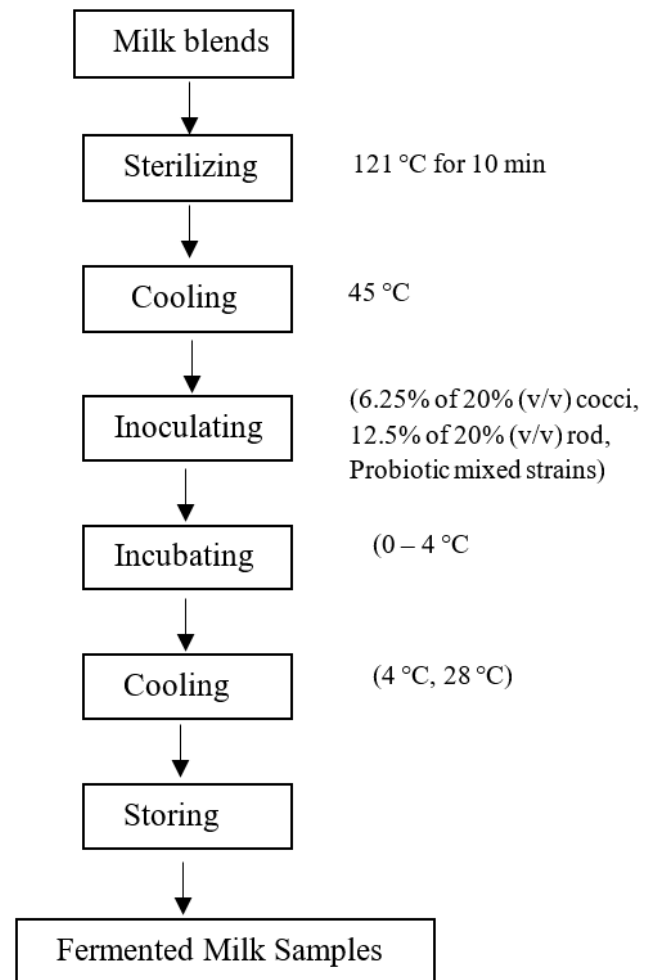 Milk blends
Sterilizing
121 °C for 10 min
Cooling
45 °C
Inoculating
(6.25% of 20% (v/v) cocci,
12.5% of 20% (v/v) rod,
Probiotic mixed strains)
Incubating
(0 – 4 °C
Cooling
(4 °C, 28 °C)
Storing
Fermented Milk Samples